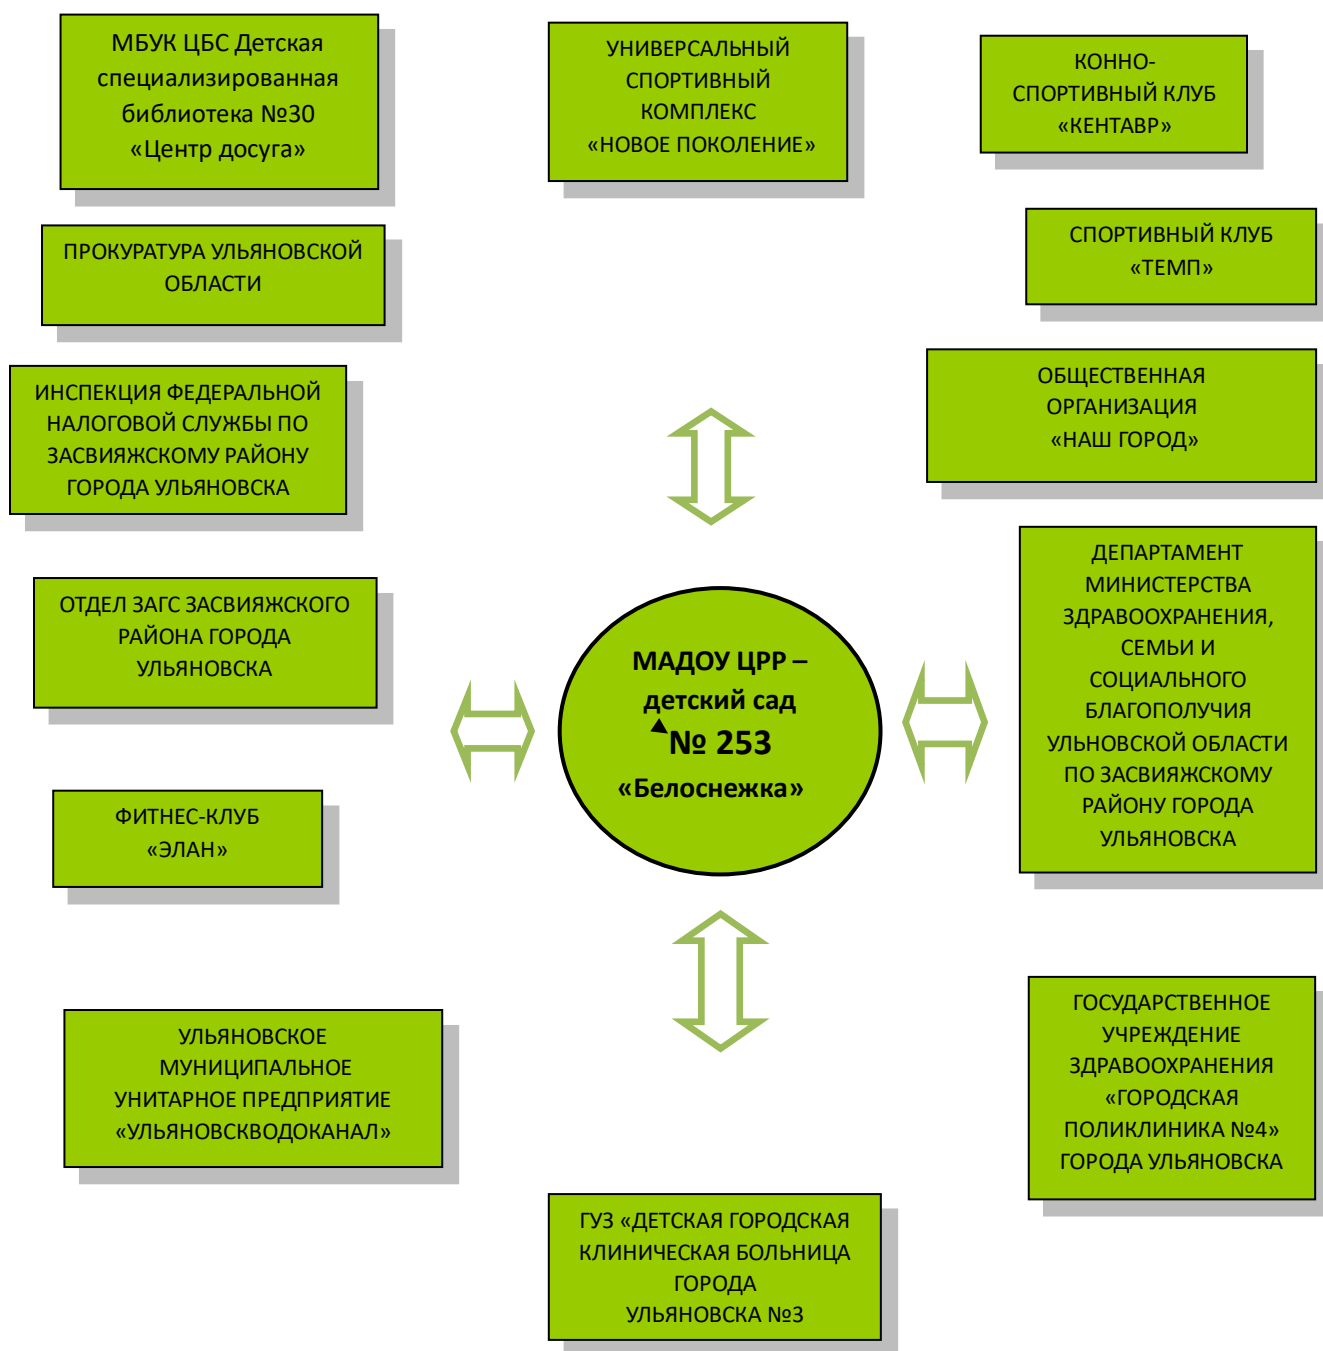 МБУК ЦБС Детская
специализированная
библиотека №30
«Центр досуга»
УНИВЕРСАЛЬНЫЙ
СПОРТИВНЫЙ
КОМПЛЕКС
«НОВОЕ ПОКОЛЕНИЕ»
КОННО-
СПОРТИВНЫЙ КЛУБ
«КЕНТАВР»
ПРОКУРАТУРА УЛЬЯНОВСКОЙ
ОБЛАСТИ
СПОРТИВНЫЙ КЛУБ
«ТЕМП»
ИНСПЕКЦИЯ ФЕДЕРАЛЬНОЙ
НАЛОГОВОЙ СЛУЖБЫ ПО
ЗАСВИЯЖСКОМУ РАЙОНУ
ГОРОДА УЛЬЯНОВСКА
ОБЩЕСТВЕННАЯ
ОРГАНИЗАЦИЯ
«НАШ ГОРОД»
ОТДЕЛ ЗАГС ЗАСВИЯЖСКОГО
РАЙОНА ГОРОДА
УЛЬЯНОВСКА
МАДОУ ЦРР –
детский сад
№ 253
«Белоснежка»
ДЕПАРТАМЕНТ
МИНИСТЕРСТВА
ЗДРАВООХРАНЕНИЯ,
СЕМЬИ И
СОЦИАЛЬНОГО
БЛАГОПОЛУЧИЯ
УЛЬНОВСКОЙ ОБЛАСТИ
ПО ЗАСВИЯЖСКОМУ
РАЙОНУ ГОРОДА
УЛЬЯНОВСКА
ФИТНЕС-КЛУБ
«ЭЛАН»
УЛЬЯНОВСКОЕ
МУНИЦИПАЛЬНОЕ
УНИТАРНОЕ ПРЕДПРИЯТИЕ
«УЛЬЯНОВСКВОДОКАНАЛ»
ГОСУДАРСТВЕННОЕ
УЧРЕЖДЕНИЕ
ЗДРАВООХРАНЕНИЯ
«ГОРОДСКАЯ
ПОЛИКЛИНИКА №4»
ГОРОДА УЛЬЯНОВСКА
ГУЗ «ДЕТСКАЯ ГОРОДСКАЯ
КЛИНИЧЕСКАЯ БОЛЬНИЦА
ГОРОДА
УЛЬЯНОВСКА №3